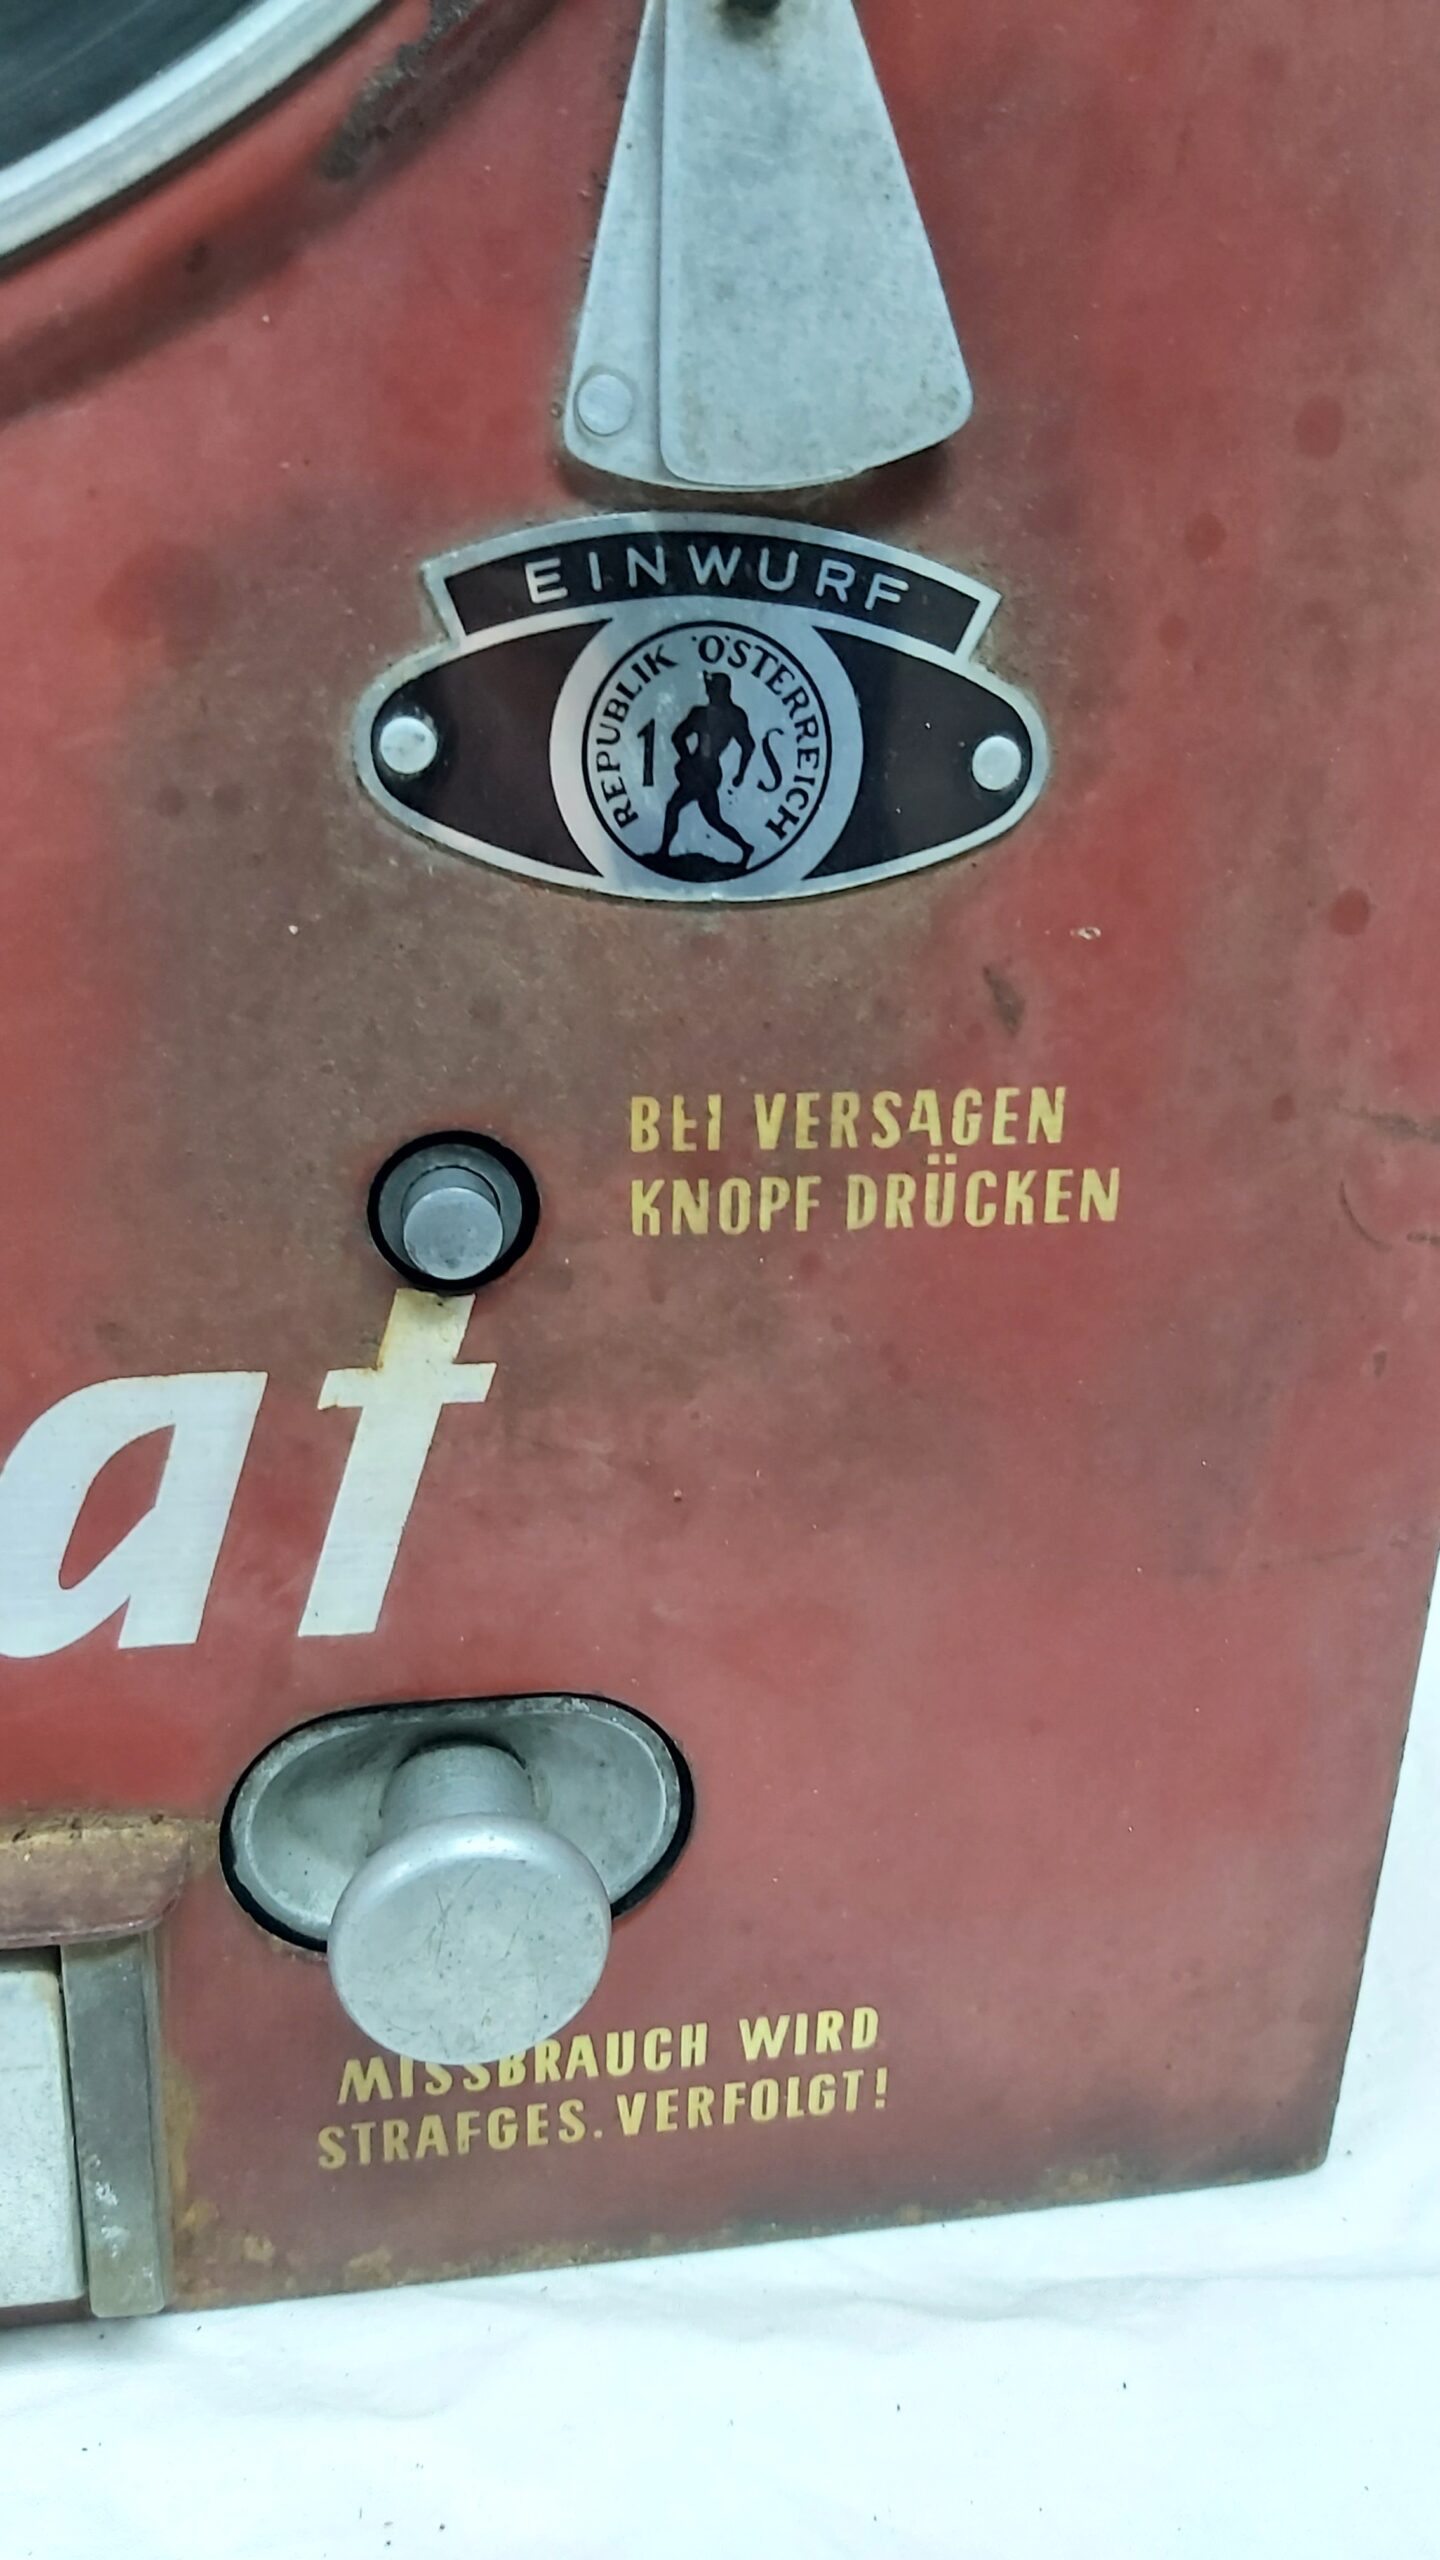 EINWURF
REPUBLIK ÖSTERREICH
1 S
BEI VERSAGEN
KNOPF DRÜCKEN
at
MISSBRAUCH WIRD
STRAFGES. VERFOLGT!